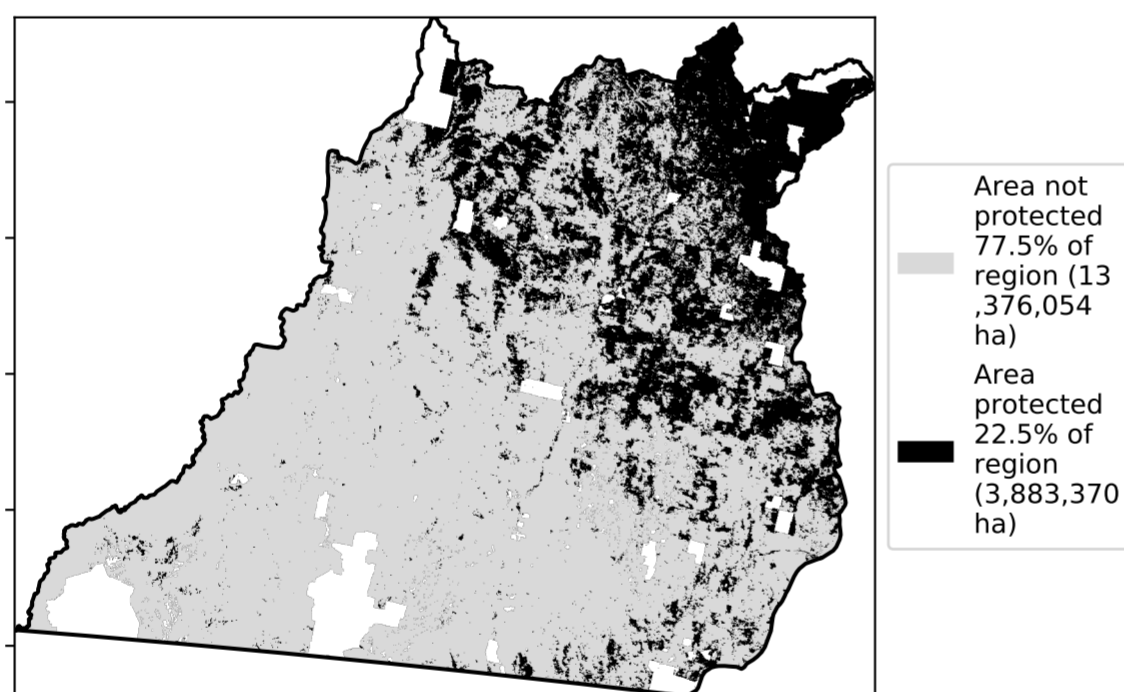 Area not
protected
77.5% of
region (13
,376,054
ha)
Area
protected
22.5% of
region
(3,883,370
ha)